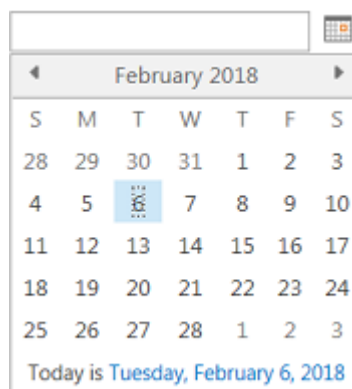 February 2018
S M T W T F S
28 29 30 31 1 2 3
4 5 6 7 8 9 10
11 12 13 14 15 16 17
18 19 20 21 22 23 24
25 26 27 28 1 2 3
Today is Tuesday, February 6, 2018